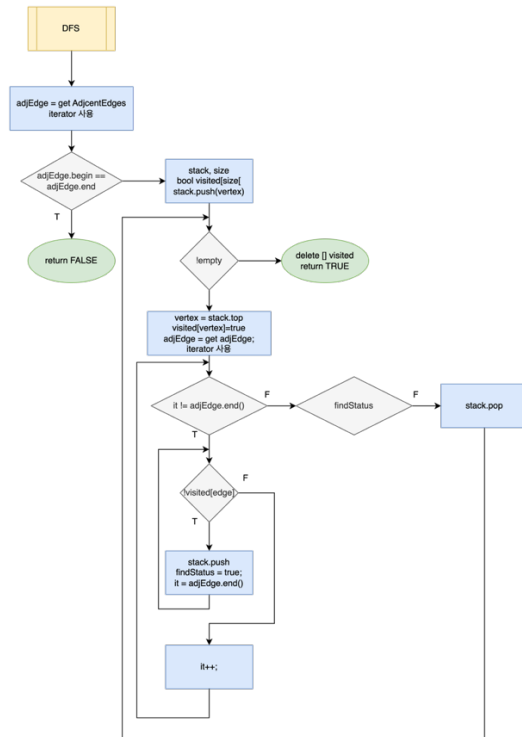 DFS
adjEdge = get AdjcentEdges
iterator 사용
adjEdge.begin ==
adjEdge.end
T
return FALSE
stack, size
bool visited[size[
stack.push(vertex)
!empty
delete [] visited
return TRUE
vertex = stack.top
visited[vertex]=true
adjEdge = get adjEdge;
iterator 사용
it != adjEdge.end()
F
findStatus
F
stack.pop
T
!visited[edge]
F
T
stack.push
findStatus = true;
it = adjEdge.end()
it++;